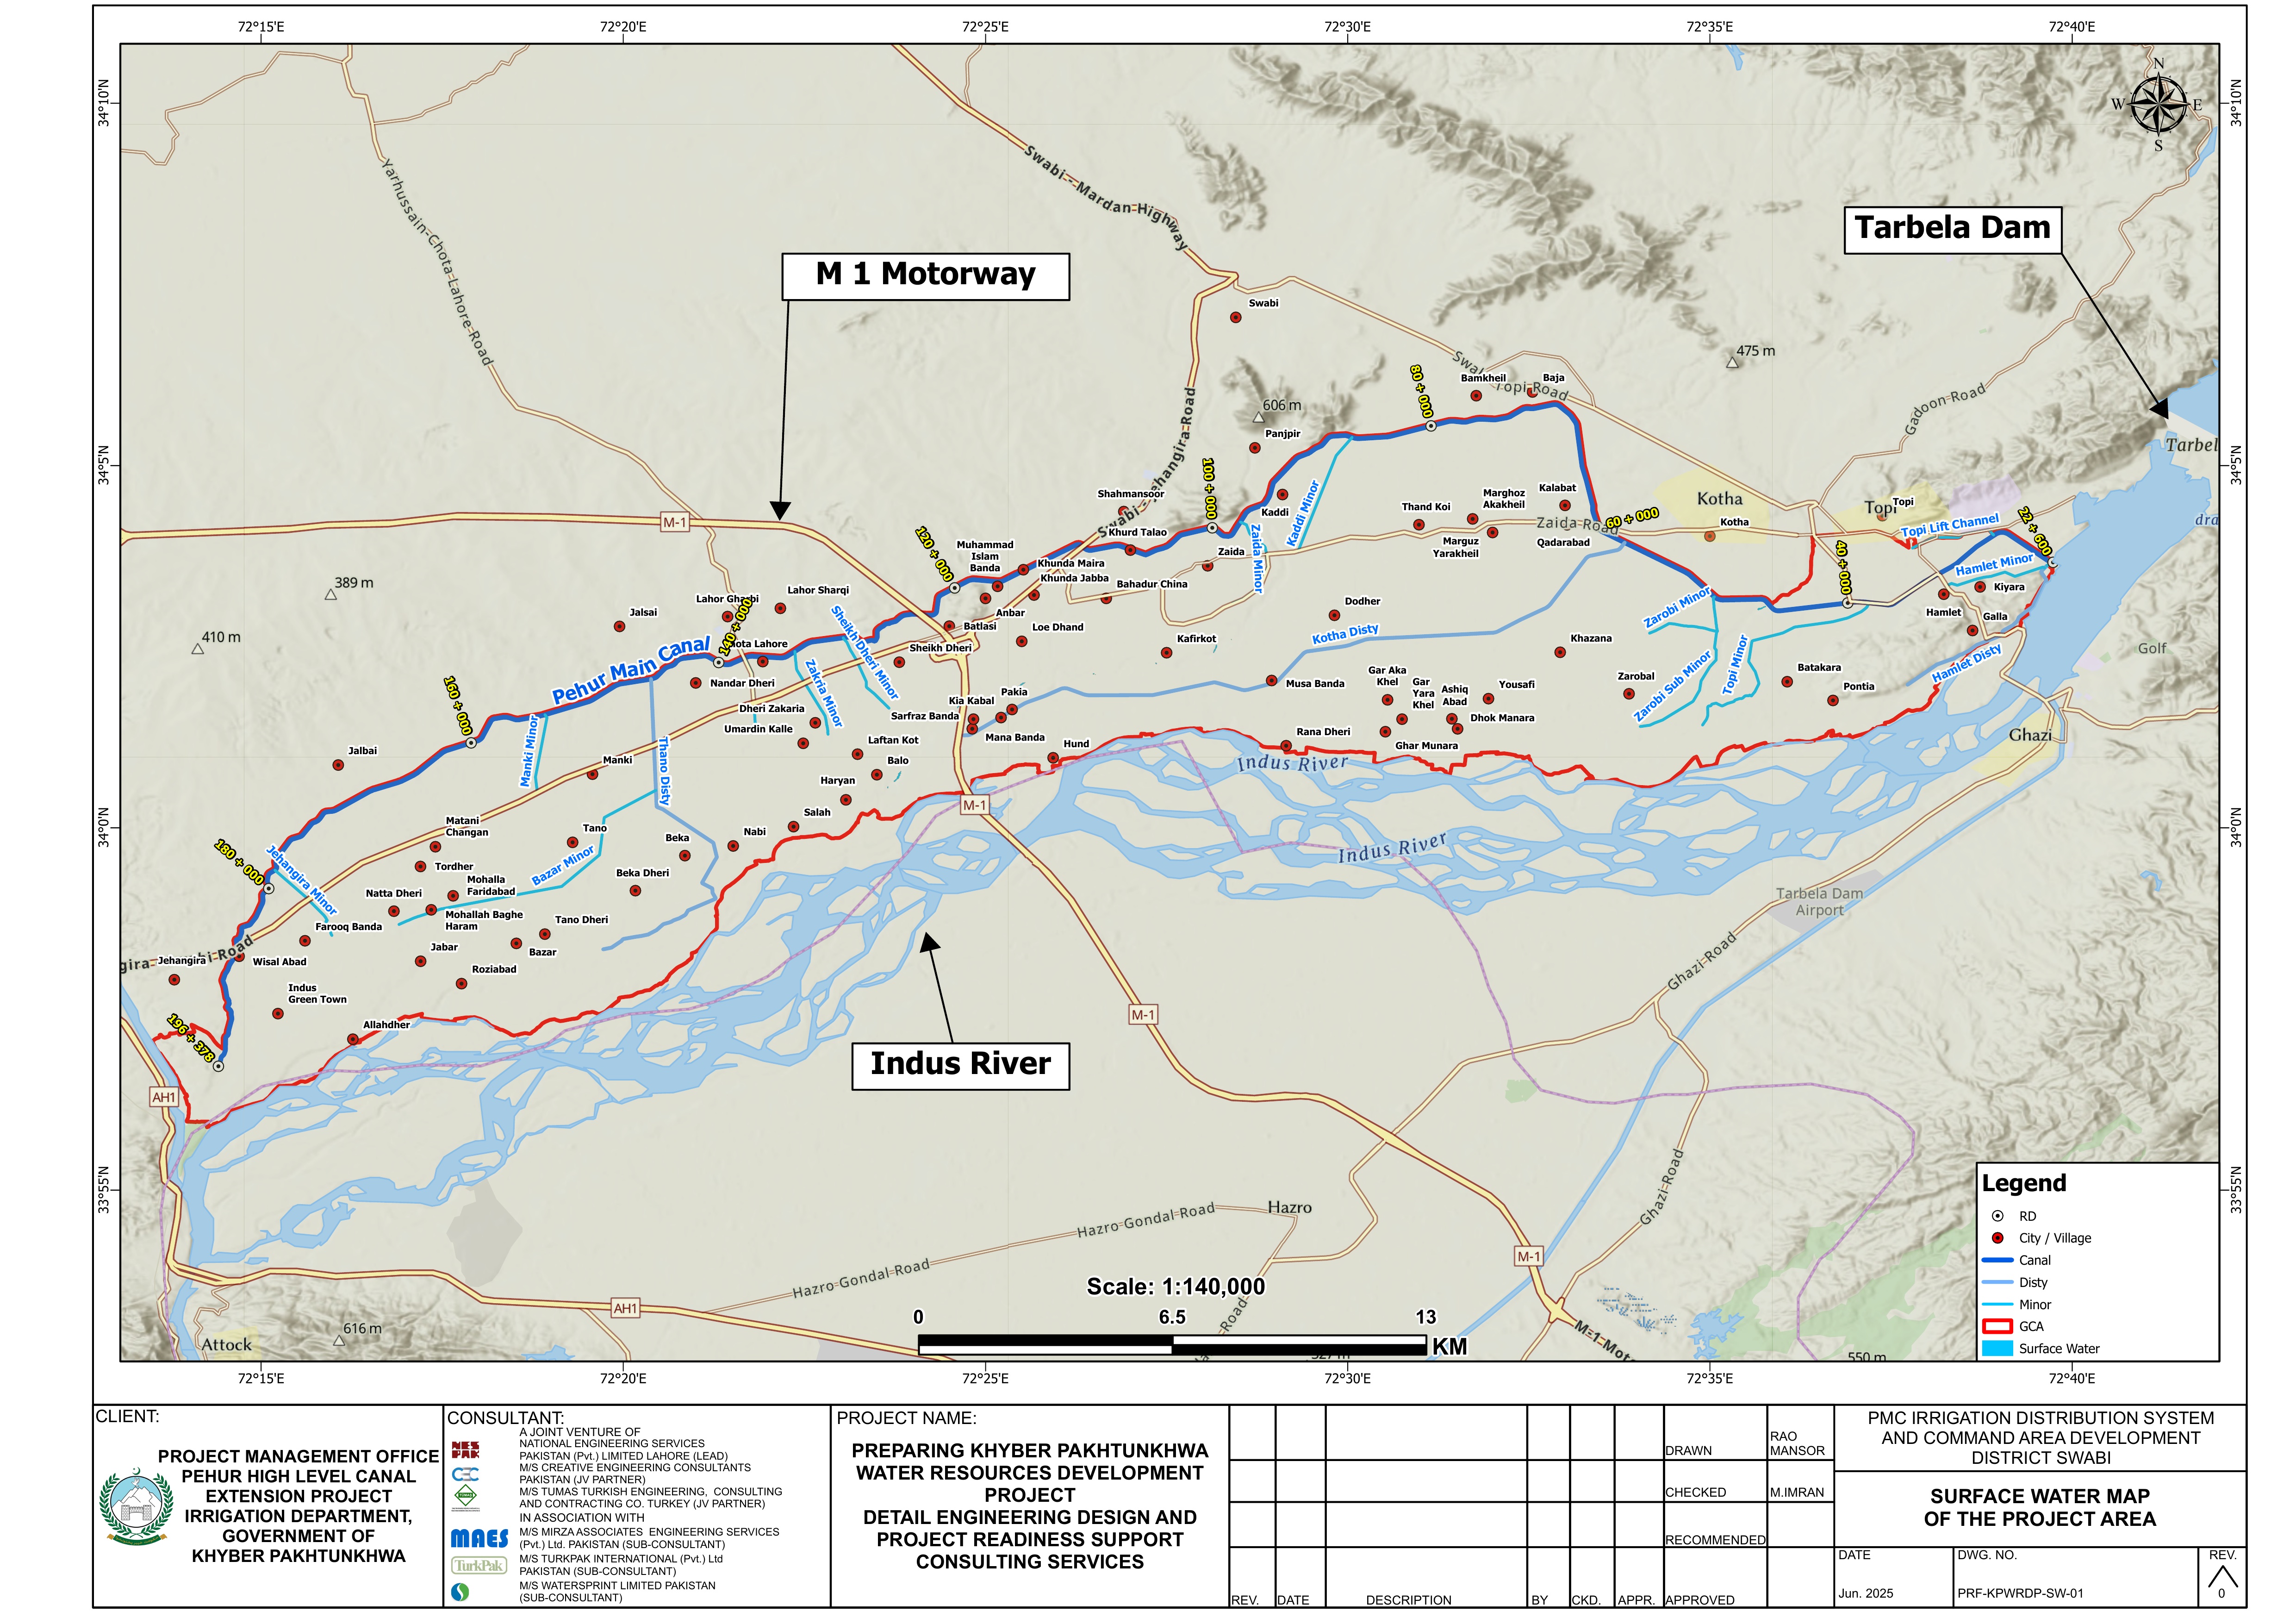 72°15'E
72°20'E
72°25'E
72°30'E
72°35'E
72°40'E
34°10'N
34°10'N
34°5'N
34°5'N
34°0'N
34°0'N
33°55'N
33°55'N
N
W
E
S
Tarbela Dam
M 1 Motorway
Indus River
Yarhussain-Chota-Lahore-Road
Swabi - Mardan Highway
Swabi
475 m
Gadoon Road
Bamkheil
Baja
Topi Road
80 + 000
606 m
Panjpir
Tarbel
Shahmansoor
100 + 000
Kaddi
Kaddi Minor
Thand Koi
Marghoz
Akakheil
Kalabat
Zaida Road
60 + 000
Kotha
Kotha
Topi
Topi
Topi Lift Channel
22 + 600
M-1
120 + 000
Muhammad
Islam
Banda
Khurd Talao
Zaida
Zaida Minor
Marguz
Yarakheil
Qadarabad
40 + 000
Hamlet Minor
389 m
Khunda Maira
Khunda Jabba
Bahadur China
Kiyara
Hamlet
Galla
Lahor Sharqi
Jalsai
140 + 000
Anbar
Batlasi
Loe Dhand
Dodher
Zarobi Minor
410 m
Pehur Main Canal
Sheikh Dheri Minor
Sheikh Dheri
Kafirkot
Kotha Disty
Khazana
Golf
Zakria Minor
Nandar Dheri
Musa Banda
Gar Aka
Khel
Gar
Yara
Khel
Ashiq
Abad
Yousafi
Zarobal
Zarobi Sub Minor
Topi Minor
Batakara
Pontia
Hamlet Disty
160 + 000
Dheri Zakaria
Umardin Kalle
Kia Kabal
Pakia
Sarfraz Banda
Mana Banda
Dhok Manara
Rana Dheri
Ghar Munara
Ghazi
Jalbai
Manki Minor
Manki
Thano Disty
Laftan Kot
Balo
Hund
Indus River
Haryan
Salah
M-1
Matani
Changan
Tano
Beka
Nabi
Indus River
180 + 000
Jehangira Minor
Tordher
Mohalla
Faridabad
Bazar Minor
Beka Dheri
Tarbela Dam
Airport
Natta Dheri
Mohallah Baghe
Haram
Tano Dheri
Farooq Banda
Jabar
Bazar
Ghazi Road
Jehangira
Wisal Abad
Roziabad
Indus
Green Town
M-1
196 + 378
Allahdher
AH1
Ghazi Road
Hazro Gondal Road
Hazro
Hazro Gondal Road
M-1
AH1
616 m
Attock
550 m
Scale: 1:140,000
0
6.5
13
KM
Legend
RD
City / Village
Canal
Disty
Minor
GCA
Surface Water
72°15'E
72°20'E
72°25'E
72°30'E
72°35'E
72°40'E
CLIENT:
PROJECT MANAGEMENT OFFICE
PEHUR HIGH LEVEL CANAL
EXTENSION PROJECT
IRRIGATION DEPARTMENT,
GOVERNMENT OF
KHYBER PAKHTUNKHWA
CONSULTANT:
A JOINT VENTURE OF
NATIONAL ENGINEERING SERVICES
PAKISTAN (Pvt.) LIMITED LAHORE (LEAD)
M/S CREATIVE ENGINEERING CONSULTANTS
PAKISTAN (JV PARTNER)
M/S TUMAS TURKISH ENGINEERING, CONSULTING
AND CONTRACTING CO. TURKEY (JV PARTNER)
IN ASSOCIATION WITH
M/S MIRZA ASSOCIATES ENGINEERING SERVICES
(Pvt.) Ltd. PAKISTAN (SUB-CONSULTANT)
M/S TURKPAK INTERNATIONAL (Pvt.) Ltd
PAKISTAN (SUB-CONSULTANT)
M/S WATERSPRINT LIMITED PAKISTAN
(SUB-CONSULTANT)
NES
PAK
CEC
MAES
TurkPak
PROJECT NAME:
PREPARING KHYBER PAKHTUNKHWA
WATER RESOURCES DEVELOPMENT
PROJECT
DETAIL ENGINEERING DESIGN AND
PROJECT READINESS SUPPORT
CONSULTING SERVICES
REV.
DATE
DESCRIPTION
BY
CKD.
APPR.
DRAWN
RAO
MANSOR
CHECKED
M.IMRAN
RECOMMENDED
APPROVED
PMC IRRIGATION DISTRIBUTION SYSTEM
AND COMMAND AREA DEVELOPMENT
DISTRICT SWABI
SURFACE WATER MAP
OF THE PROJECT AREA
DATE
Jun. 2025
DWG. NO.
PRF-KPWRDP-SW-01
REV.
0